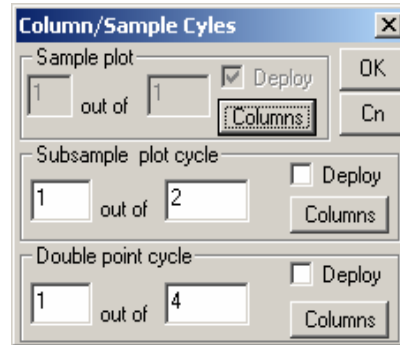 Column/Sample Cyles
Sample plot
1 out of 1 Deploy
Columns
OK
Cn
Subsample plot cycle
1 out of 2 Deploy
Columns
Double point cycle
1 out of 4 Deploy
Columns